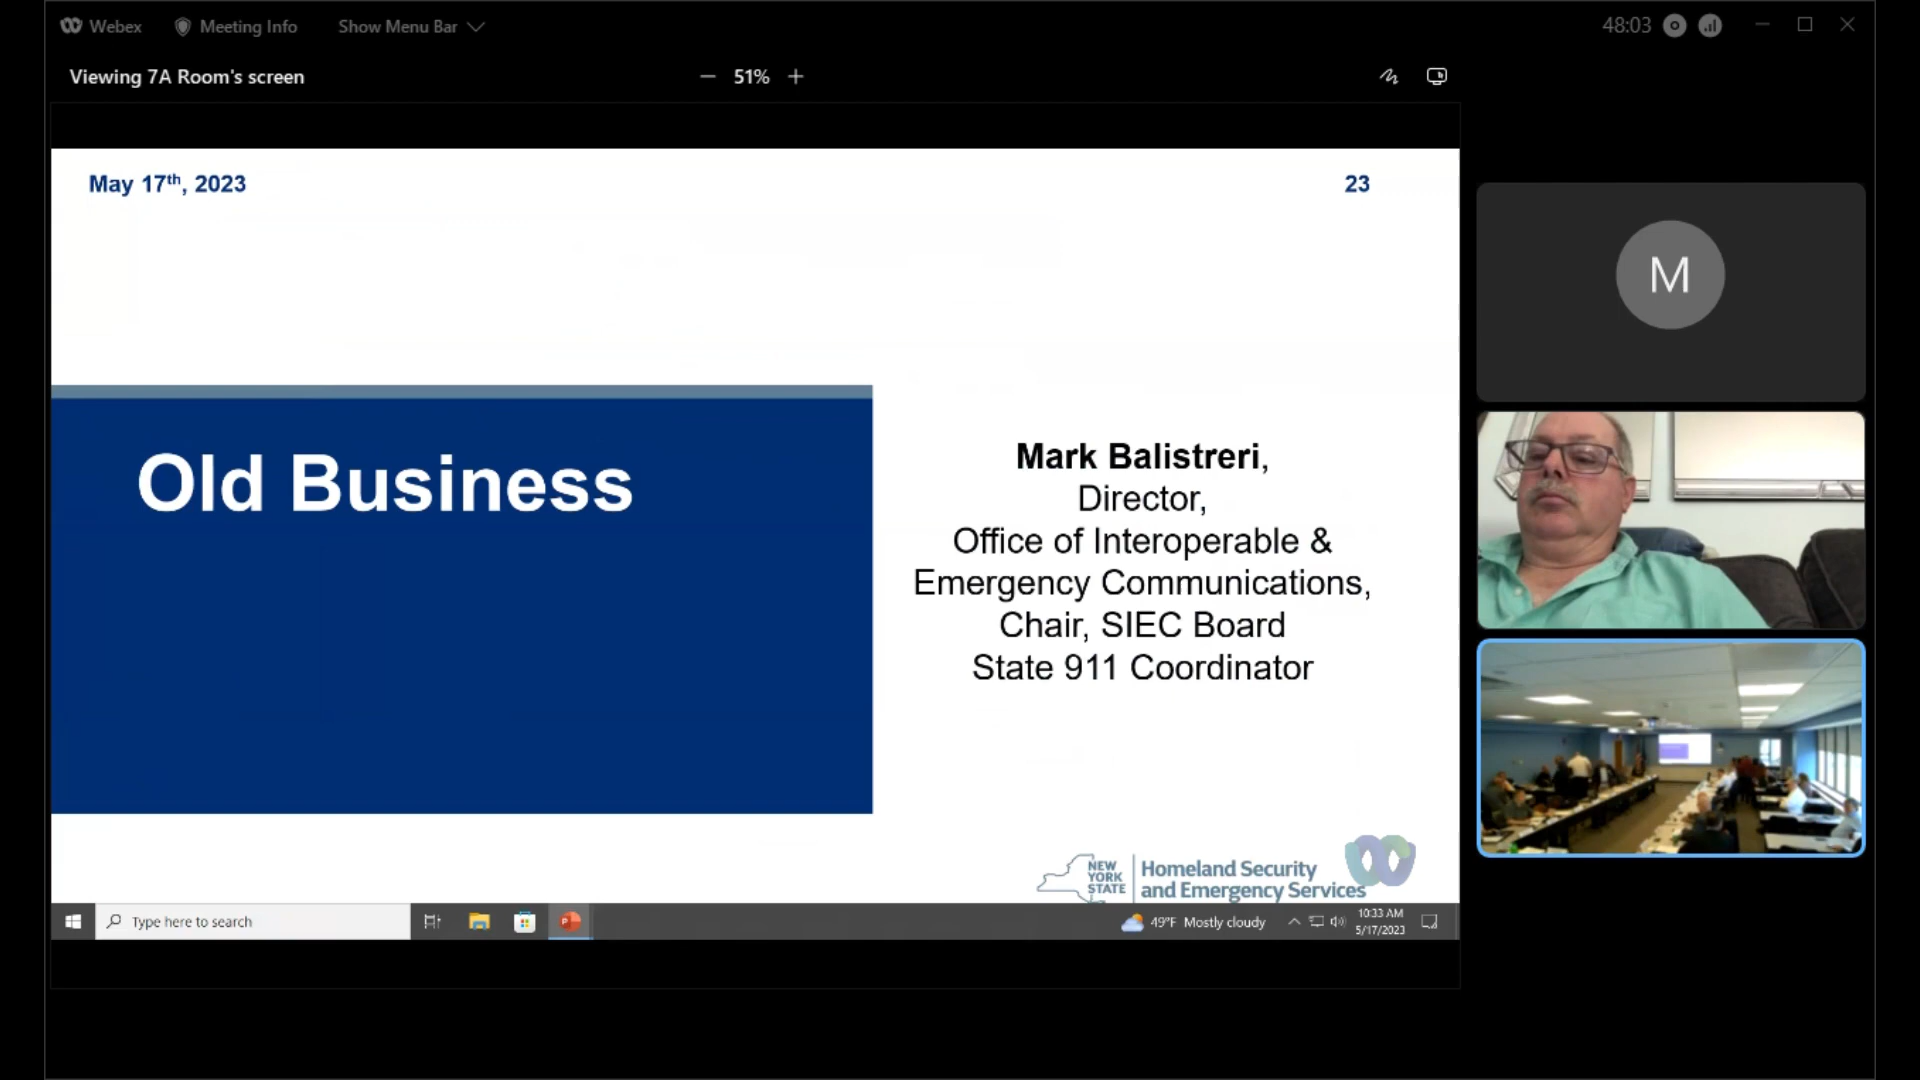 Webex
Meeting Info
Show Menu Bar
48:03
Viewing 7A Room's screen
51%
May 17th, 2023
23
Old Business
Mark Balistreri,
Director,
Office of Interoperable &
Emergency Communications,
Chair, SIEC Board
State 911 Coordinator
M
NEW
YORK
STATE
Homeland Security
and Emergency Services
Type here to search
49°F Mostly cloudy
10:33 AM
5/17/2023